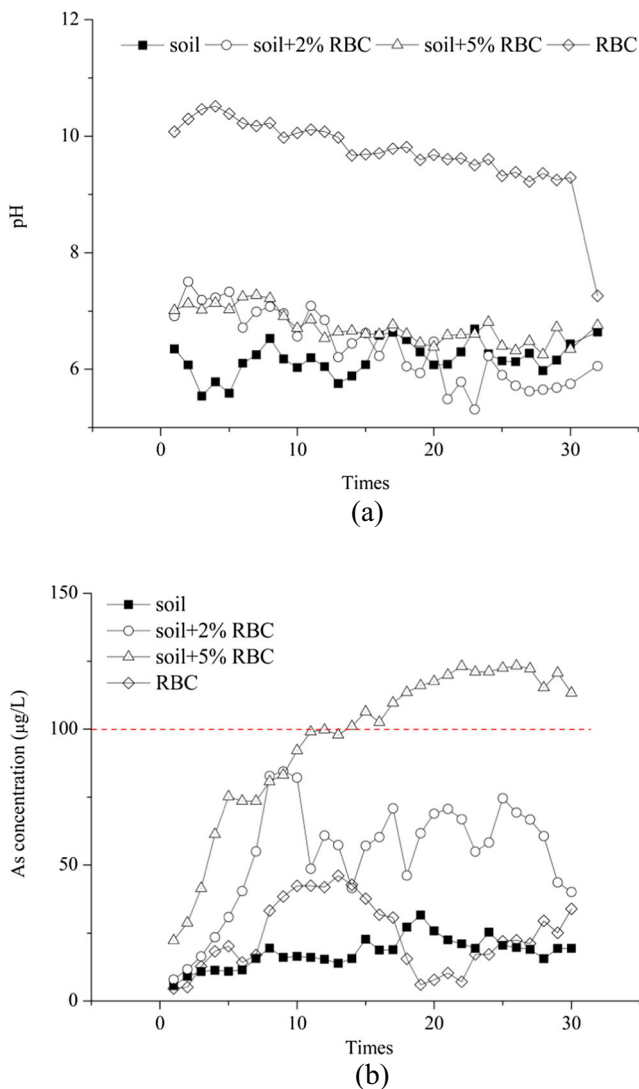 12
soil soil+2% RBC soil+5% RBC RBC
10
pH
8
6
0 10 20 30
Times
(a)
150
soil
soil+2% RBC
soil+5% RBC
RBC
100
As concentration (μg/L)
50
0
0 10 20 30
Times
(b)